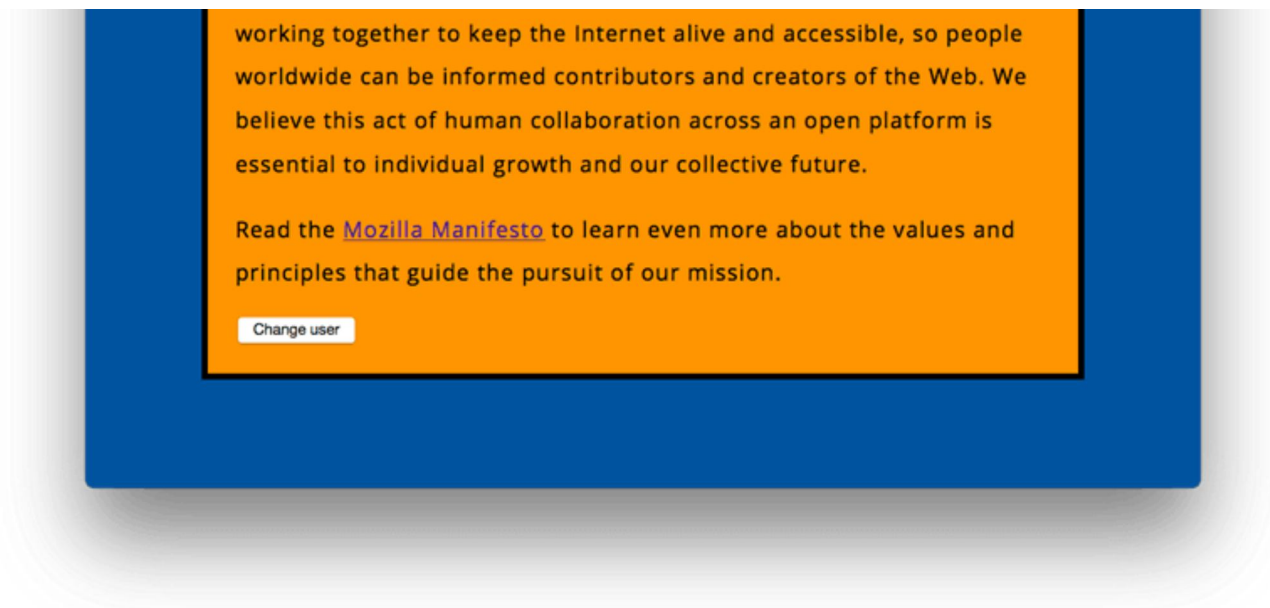 working together to keep the Internet alive and accessible, so people
worldwide can be informed contributors and creators of the Web. We
believe this act of human collaboration across an open platform is
essential to individual growth and our collective future.
Read the Mozilla Manifesto to learn even more about the values and
principles that guide the pursuit of our mission.
Change user